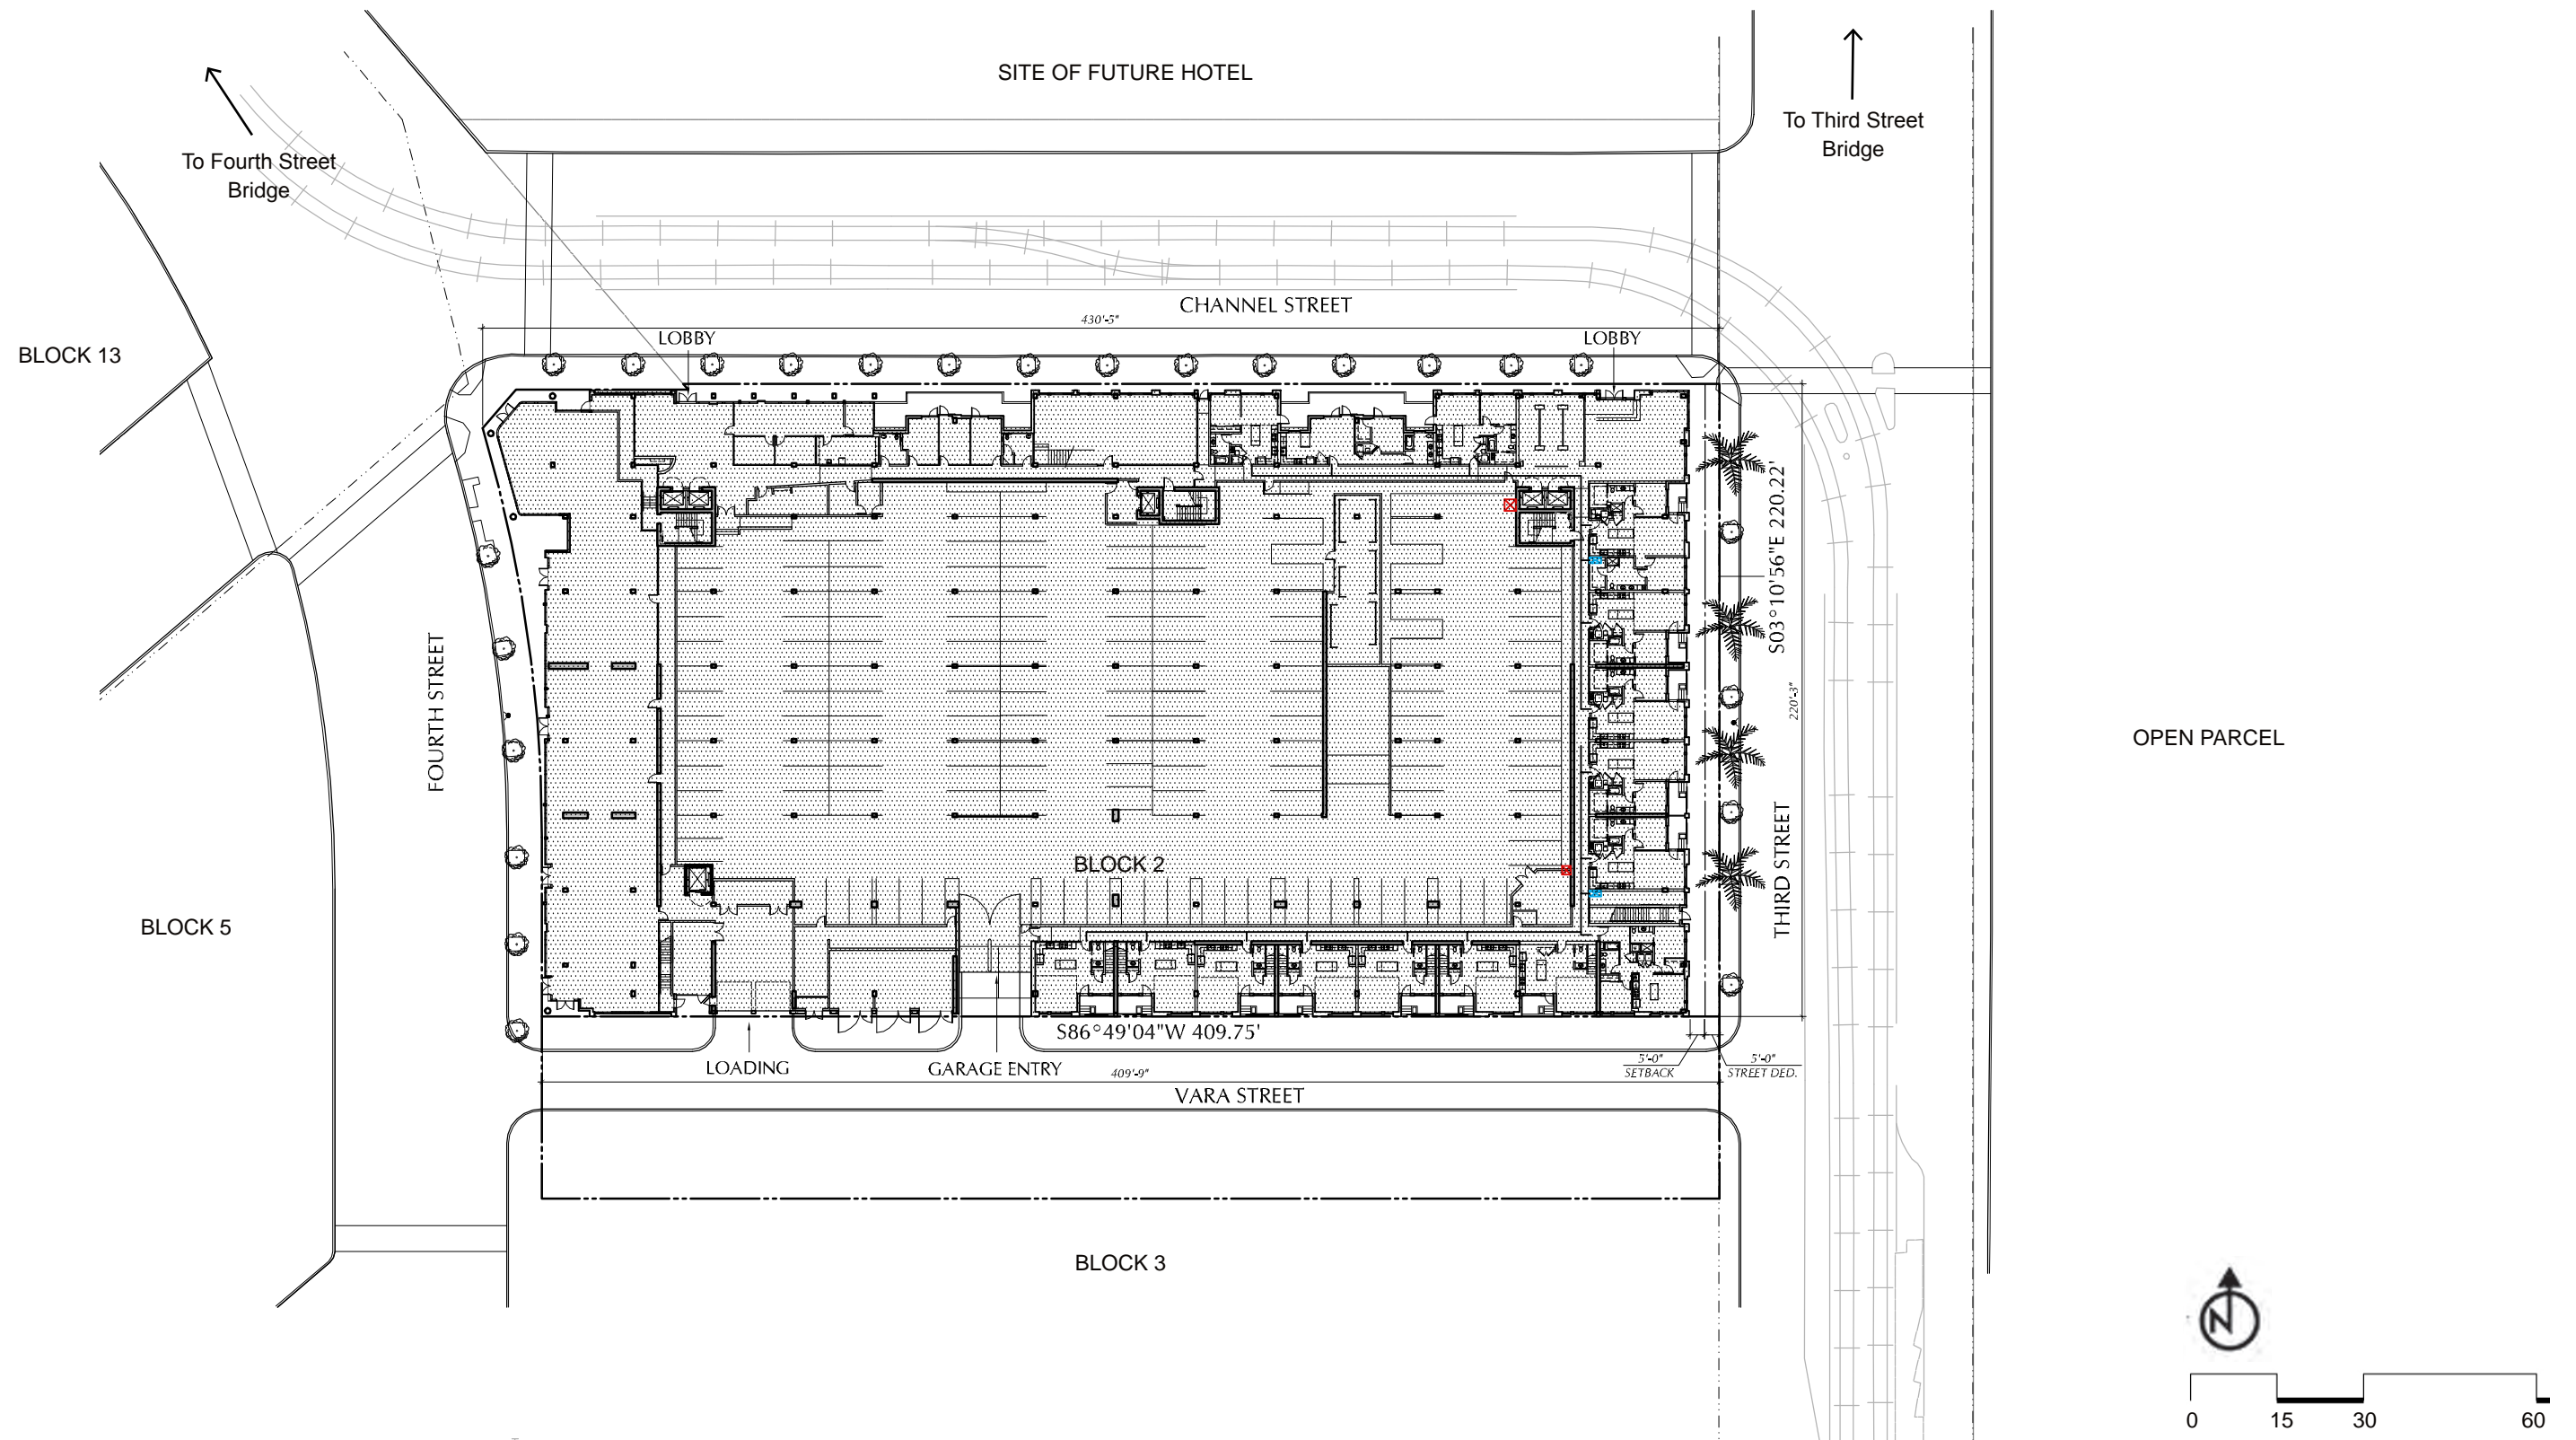 SITE OF FUTURE HOTEL
To Third Street
Bridge
To Fourth Street
Bridge
CHANNEL STREET
430'-5"
LOBBY
LOBBY
BLOCK 13
S03°10'56"E 220.22'
220'-3"
FOURTH STREET
OPEN PARCEL
THIRD STREET
BLOCK 2
BLOCK 5
S86°49'04"W 409.75'
LOADING
GARAGE ENTRY
409'-9"
5'-0"
SETBACK
5'-0"
STREET DED.
VARA STREET
BLOCK 3
N
0 15 30 60